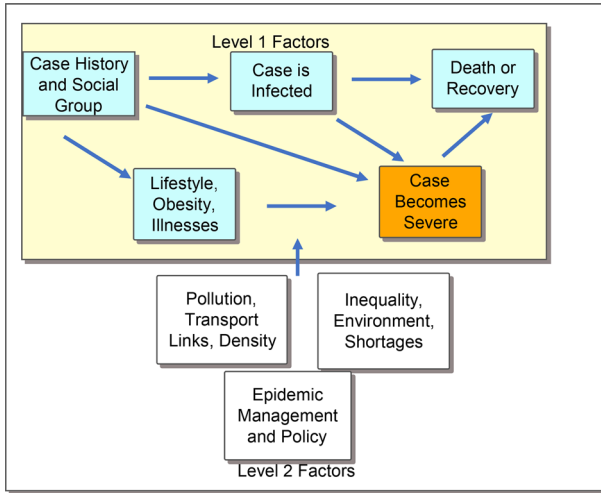 Level 1 Factors
Case History
and Social
Group
Case is
Infected
Death or
Recovery
Lifestyle,
Obesity,
Illnesses
Case
Becomes
Severe
Pollution,
Transport
Links, Density
Inequality,
Environment,
Shortages
Epidemic
Management
and Policy
Level 2 Factors